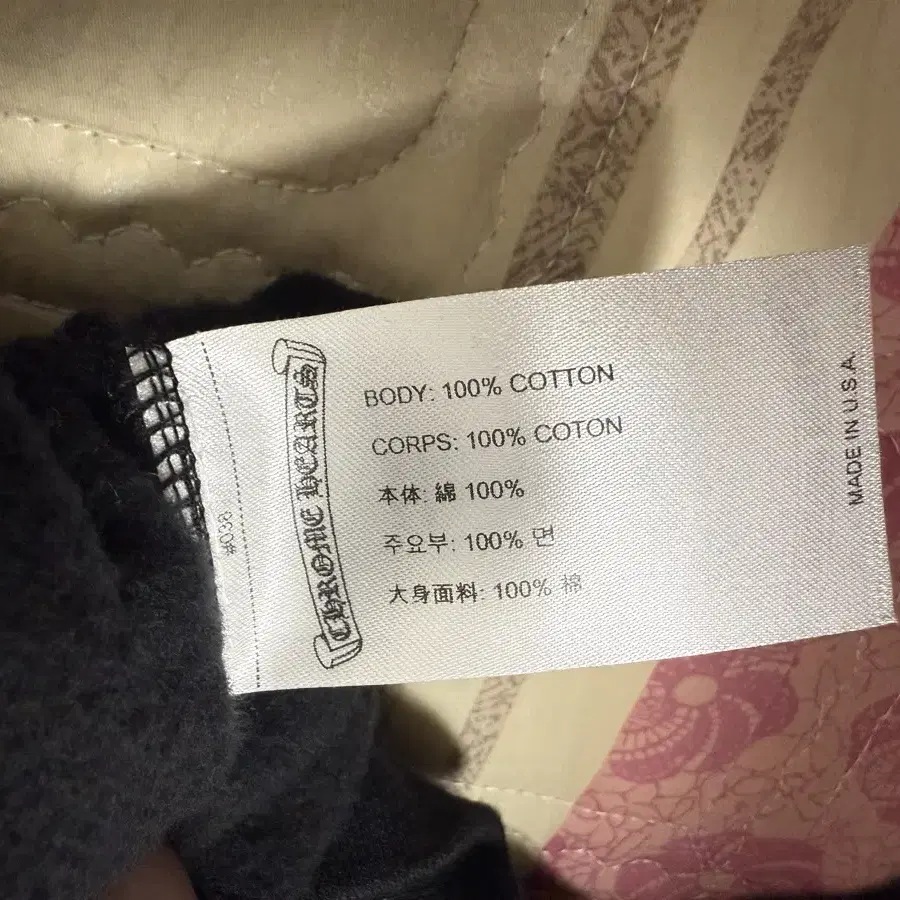 #038
CHROME HEARTS
BODY: 100% COTTON
CORPS: 100% COTON
本体: 綿 100%
주요부: 100% 면
大身面料: 100% 棉
MADE IN U.S.A